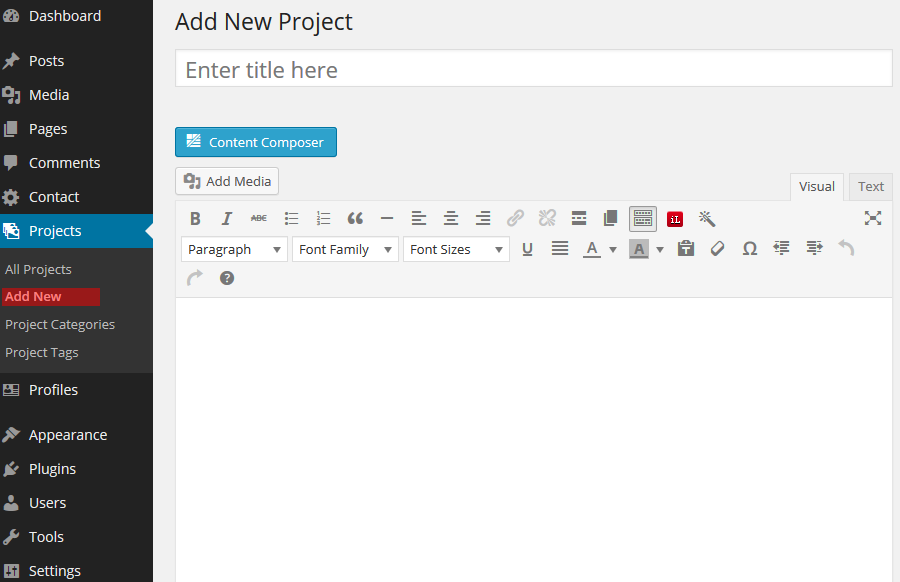 Dashboard
Posts
Media
Pages
Comments
Contact
Projects
All Projects
Add New
Project Categories
Project Tags
Profiles
Appearance
Plugins
Users
Tools
Settings
Add New Project
Enter title here
Content Composer
Add Media
Visual Text
B I ABC iL
Paragraph Font Family Font Sizes U A A Ω
?